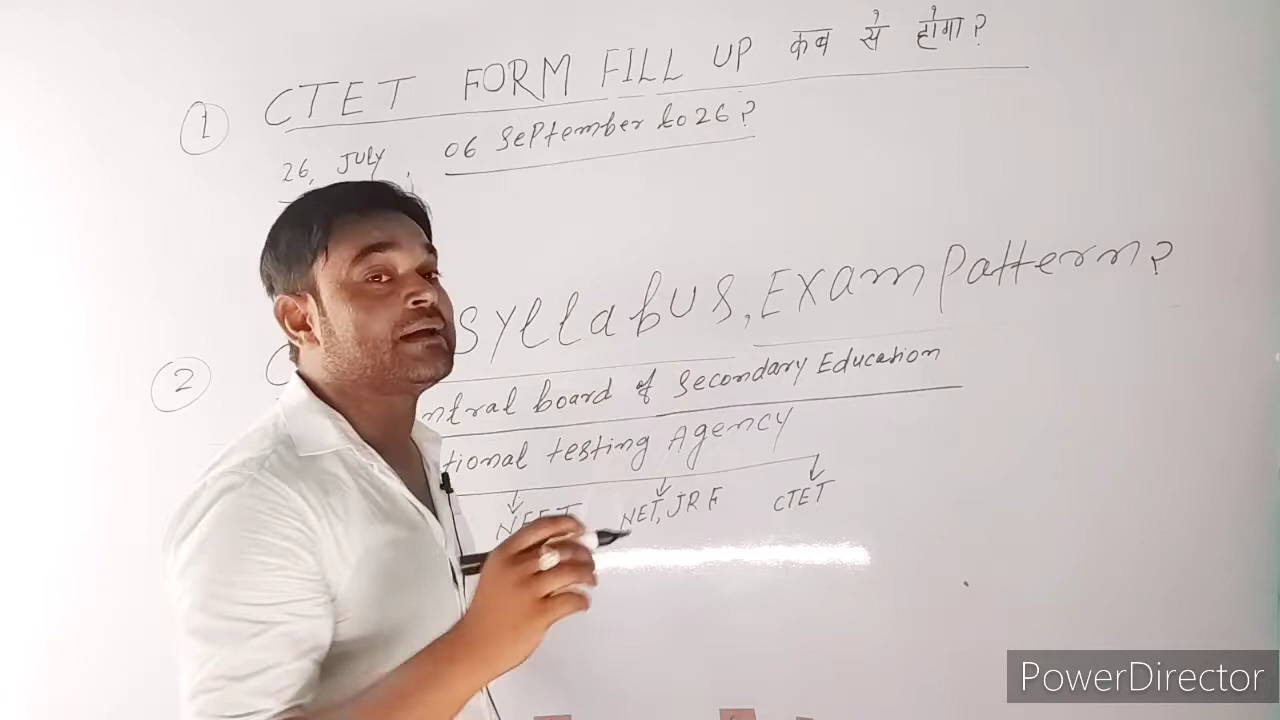 1 CTET FORM FILL UP कब से होगा?
26, JULY, 06 September to 26?
2 Syllabus, Exam Pattern?
ntral board of Secondary Education
tional testing Agency
NEET NET, JRF CTET
PowerDirector